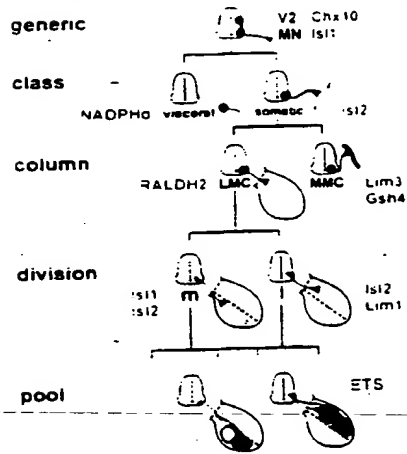 generic
V2 Chx10
MN Isl1
class
NADPHd visceral somatic Isl2
column
RALDH2 LMC MMC Lim3
Gsh4
division
Isl1 m l Isl2
Isl2 Lim1
pool
ETS